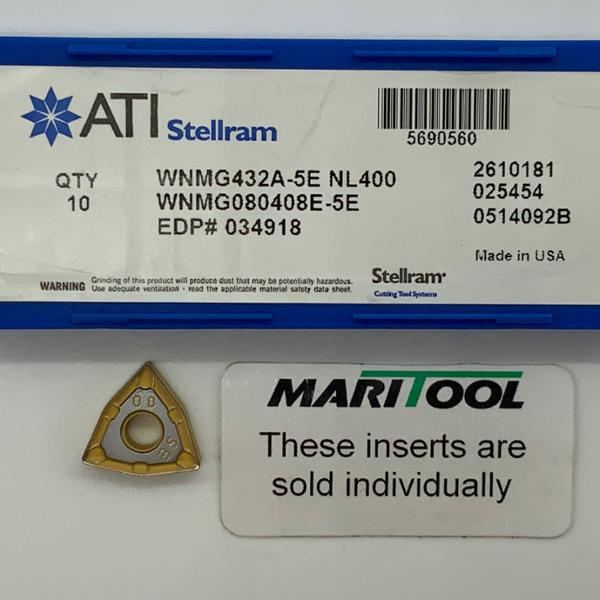 ATI Stellram
5690560
QTY
10
WNMG432A-5E NL400
WNMG080408E-5E
EDP# 034918
2610181
025454
0514092B
Made in USA
WARNING Grinding of this product will produce dust that may be potentially hazardous.
Use adequate ventilation - read the applicable material safety data sheet.
Stellram
Cutting Tool Systems
08
5E
MARITOOL
These inserts are
sold individually